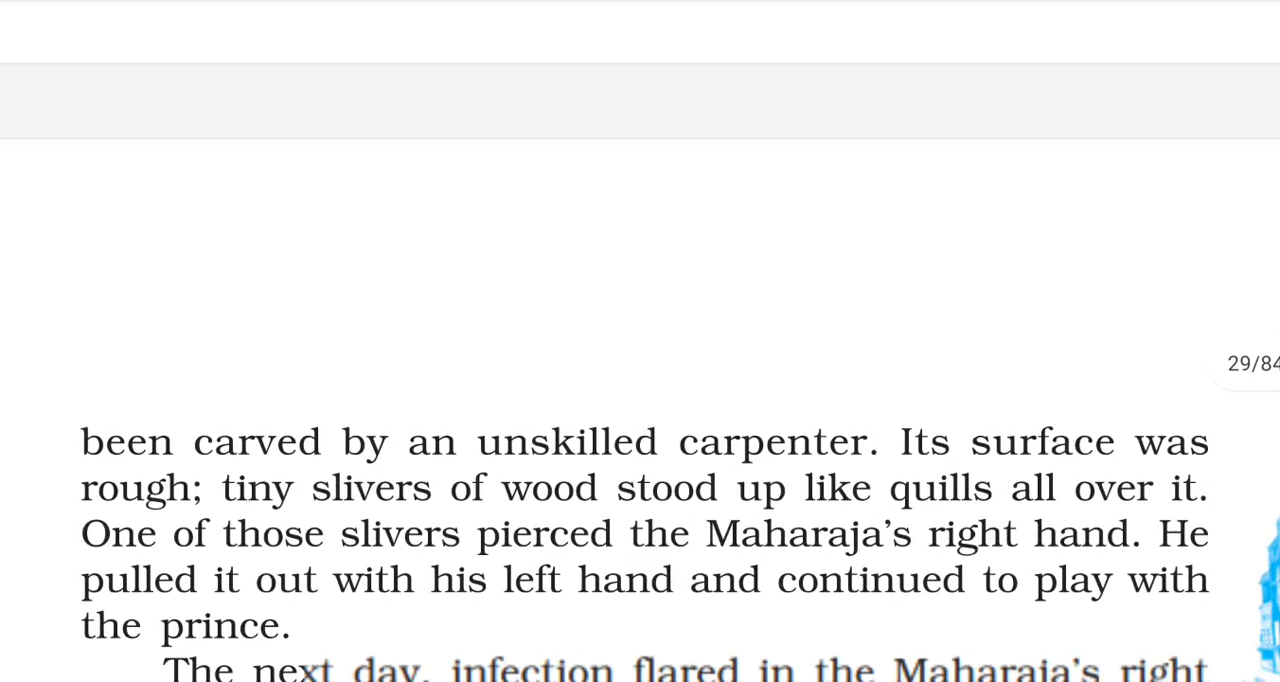 29/84
been carved by an unskilled carpenter. Its surface was
rough; tiny slivers of wood stood up like quills all over it.
One of those slivers pierced the Maharaja’s right hand. He
pulled it out with his left hand and continued to play with
the prince.
The next day, infection flared in the Maharaja’s right